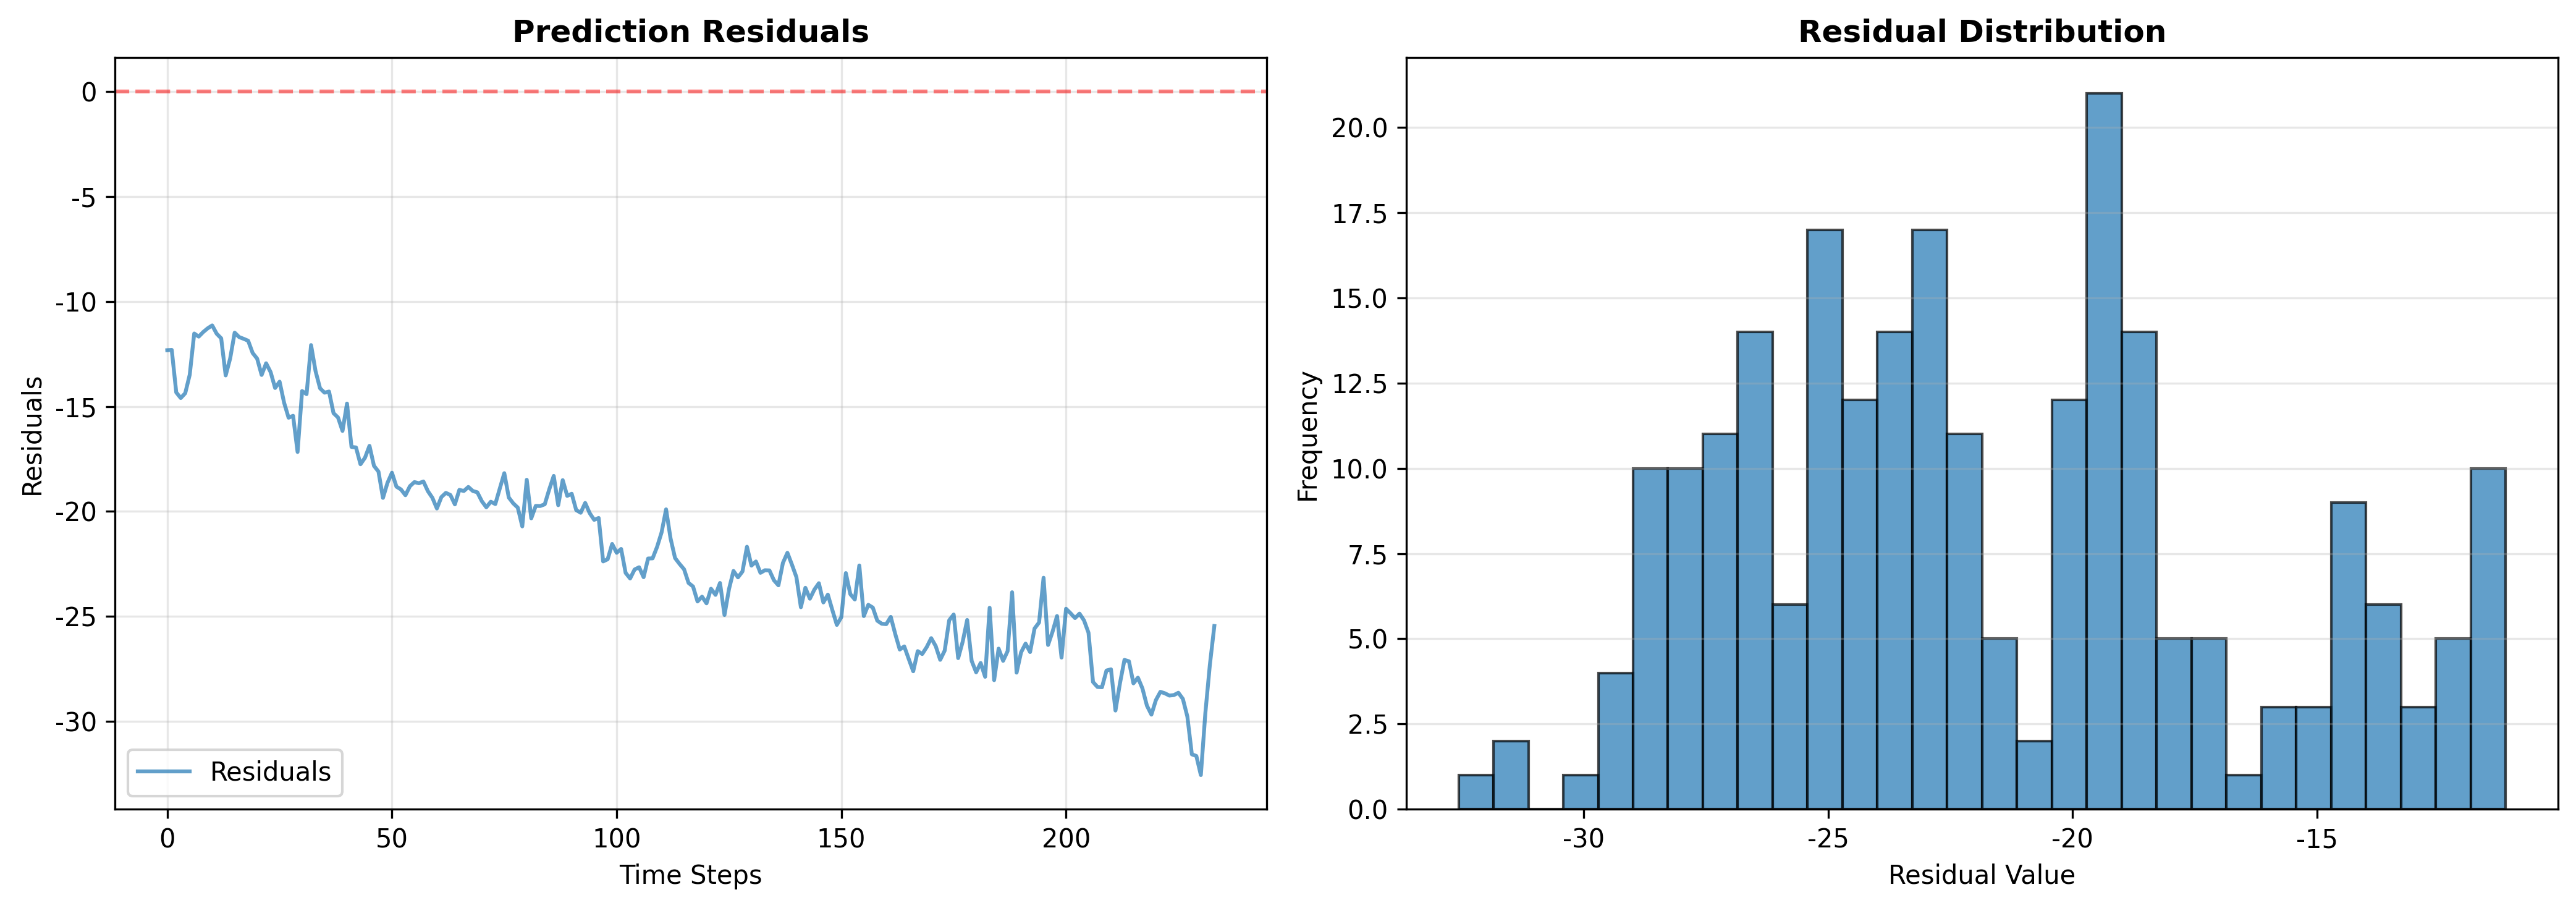 Prediction Residuals
0
-5
-10
-15
-20
-25
-30
Residuals
Residuals
0 50 100 150 200
Time Steps
Residual Distribution
20.0
17.5
15.0
12.5
10.0
7.5
5.0
2.5
0.0
Frequency
-30 -25 -20 -15
Residual Value